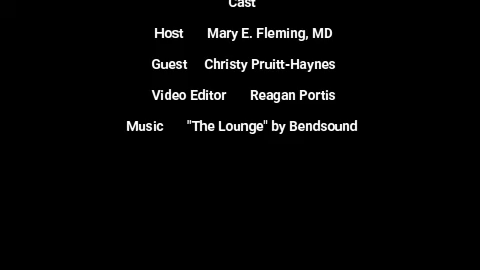 Cast
Host Mary E. Fleming, MD
Guest Christy Pruitt-Haynes
Video Editor Reagan Portis
Music "The Lounge" by Bendsound